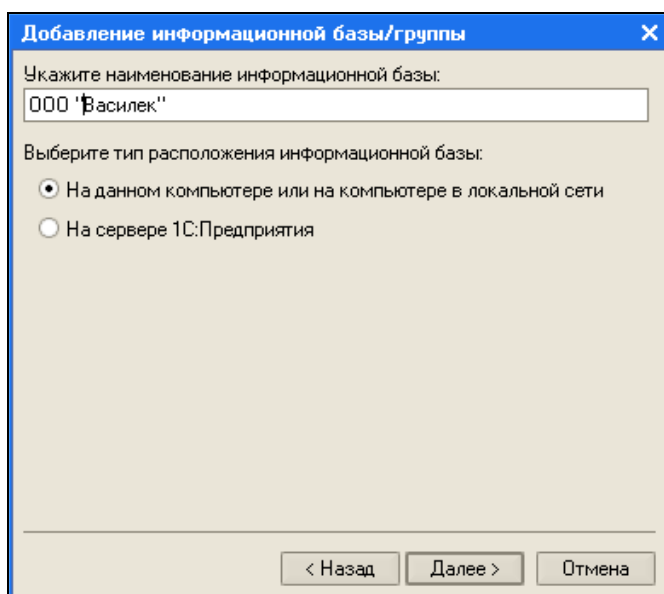 Добавление информационной базы/группы
Укажите наименование информационной базы:
ООО "Василек"
Выберите тип расположения информационной базы:
На данном компьютере или на компьютере в локальной сети
На сервере 1С:Предприятия
< Назад Далее > Отмена